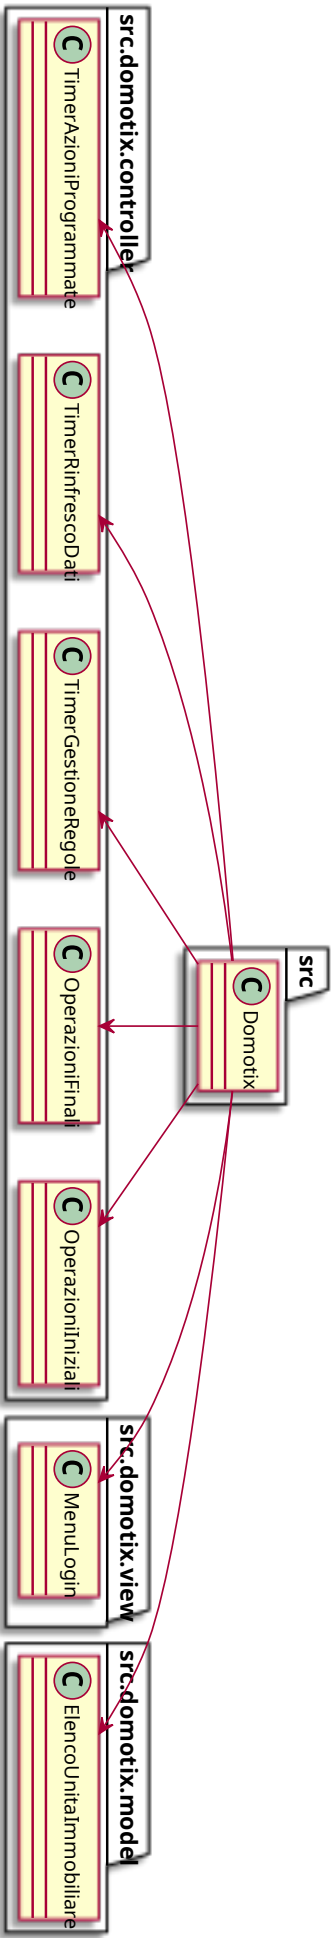 src
C Domotix
src.domotix.controller
C TimerAzioniProgrammate
C TimerRinfrescoDati
C TimerGestioneRegole
C OperazioniFinali
C OperazioniIniziali
src.domotix.view
C MenuLogin
src.domotix.model
C ElencoUnitaImmobiliare